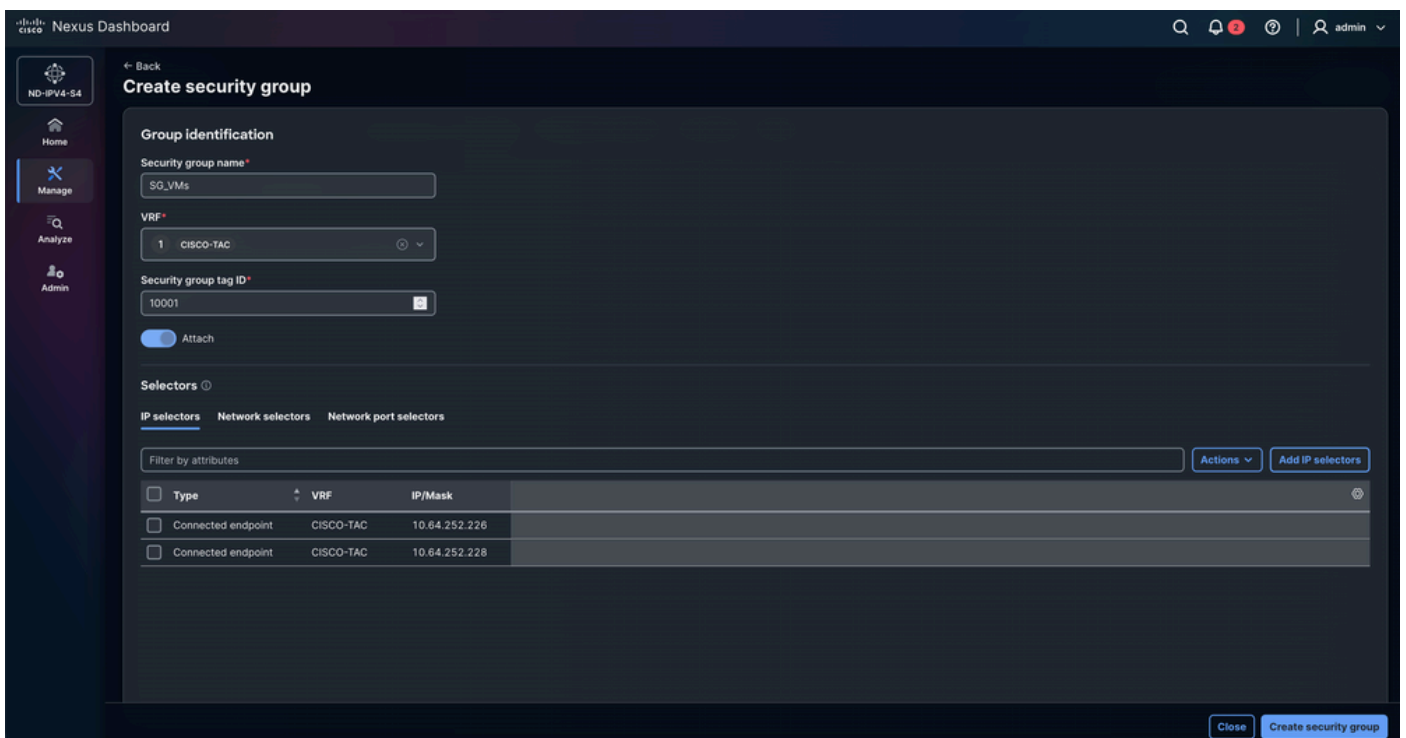 cisco Nexus Dashboard
2
admin
ND-IPV4-S4
Home
Manage
Analyze
Admin
← Back
Create security group
Group identification
Security group name*
SG_VMs
VRF*
1 CISCO-TAC
Security group tag ID*
10001
Attach
Selectors
IP selectors Network selectors Network port selectors
Filter by attributes
Actions
Add IP selectors
Type VRF IP/Mask
Connected endpoint CISCO-TAC 10.64.252.226
Connected endpoint CISCO-TAC 10.64.252.228
Close
Create security group